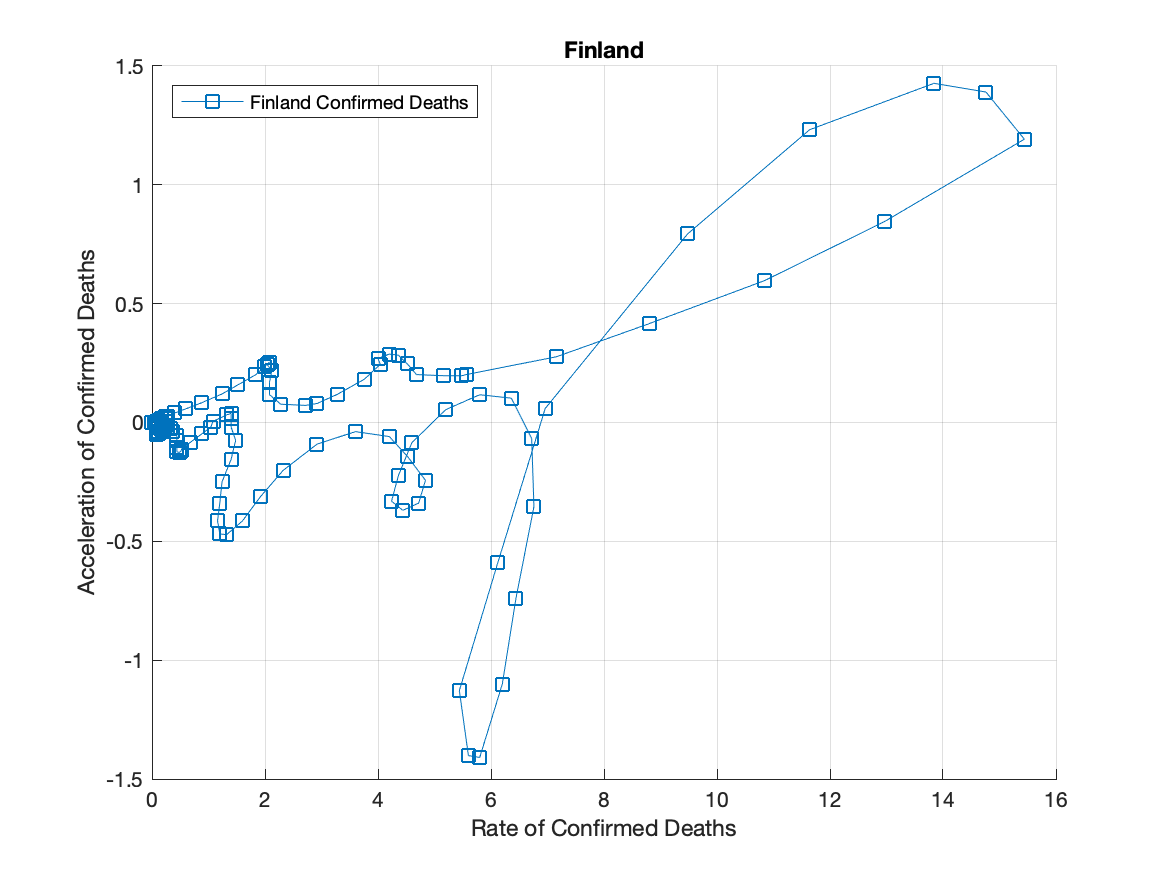 Finland
Finland Confirmed Deaths
1.5
1
0.5
0
-0.5
-1
-1.5
Acceleration of Confirmed Deaths
0 2 4 6 8 10 12 14 16
Rate of Confirmed Deaths